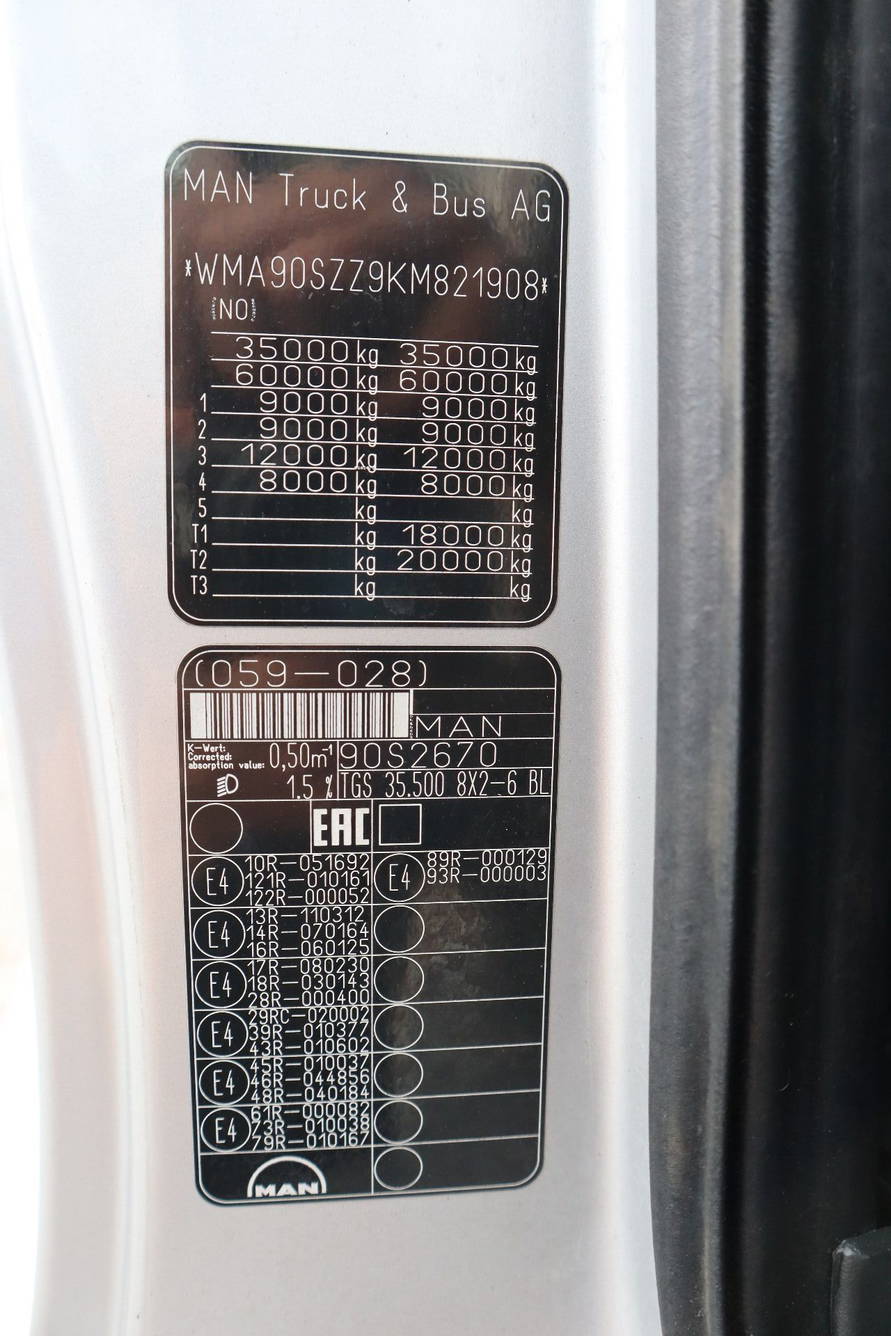 MAN Truck & Bus AG
*WMA90SZZ9KM821908*
NO
35000 kg 35000 kg
60000 kg 60000 kg
1 9000 kg 9000 kg
2 9000 kg 9000 kg
3 12000 kg 12000 kg
4 8000 kg 8000 kg
5 kg kg
T1 kg 18000 kg
T2 kg 20000 kg
T3 kg kg
(059-028)
MAN
K-Wert:
Corrected
absorption value: 0,50m⁻¹ 90S2670
1.5 % TGS 35.500 8X2-6 BL
EAC
E4 10R-051692 E4 89R-000129
121R-010161 93R-000003
122R-000052
E4 13R-110312
14R-070164
16R-060125
E4 17R-080230
18R-030143
28R-000400
E4 29RC-020002
39R-010377
43R-010602
E4 45R-010037
46R-044856
48R-040184
E4 61R-000082
73R-010038
79R-010167
MAN